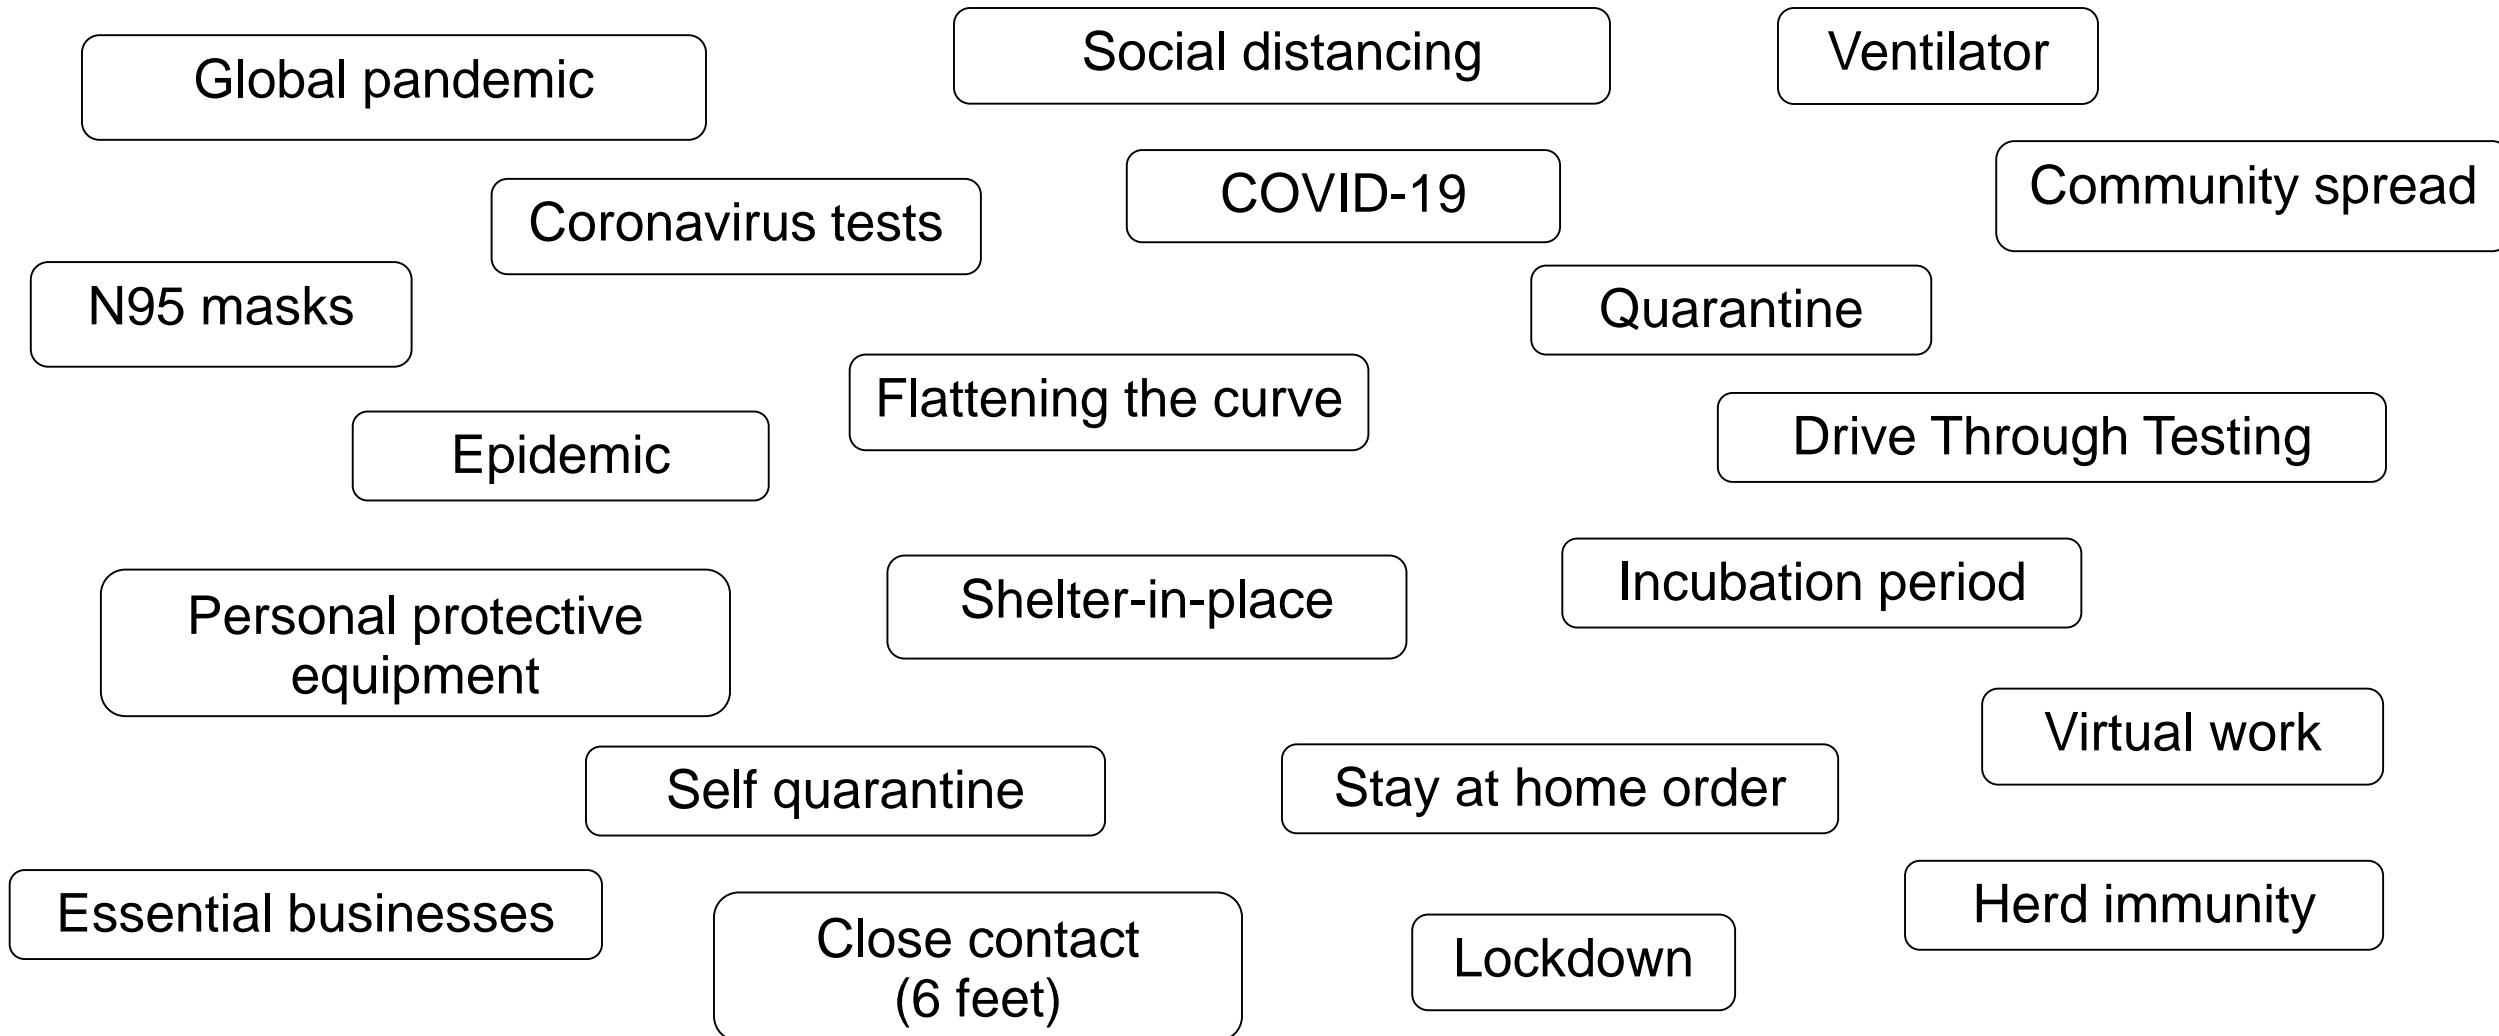 Global pandemic
Social distancing
Ventilator
Coronavirus tests
COVID-19
Community spread
N95 masks
Quarantine
Flattening the curve
Epidemic
Drive Through Testing
Personal protective
equipment
Shelter-in-place
Incubation period
Virtual work
Self quarantine
Stay at home order
Essential businesses
Close contact
(6 feet)
Lockdown
Herd immunity